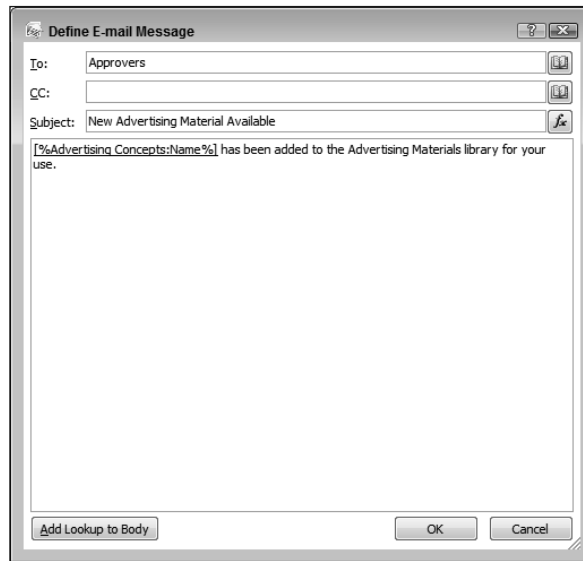 Define E-mail Message
To: Approvers
CC:
Subject: New Advertising Material Available fx
[%Advertising Concepts:Name%] has been added to the Advertising Materials library for your
use.
Add Lookup to Body OK Cancel